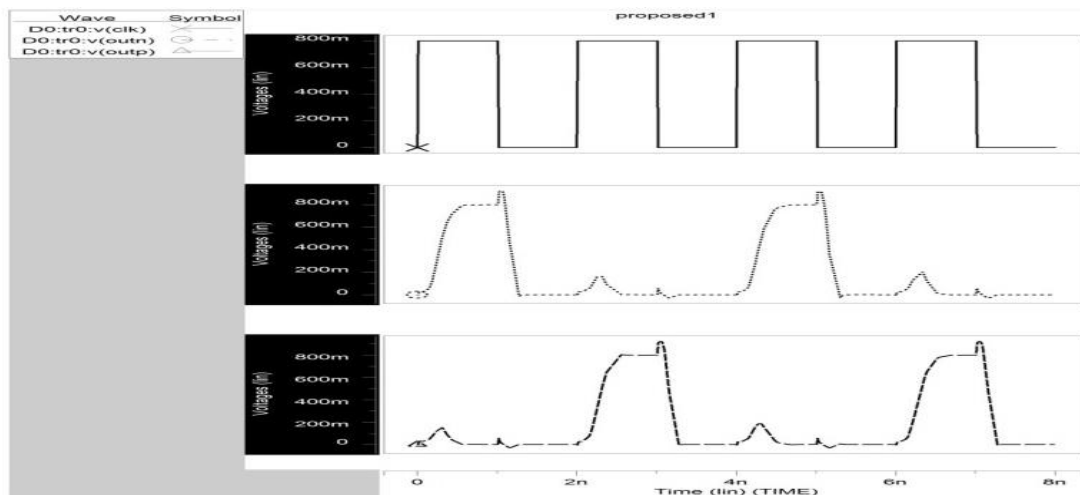 Wave Symbol
D0:tr0:v(clk)
D0:tr0:v(outn)
D0:tr0:v(outp)
proposed1
Voltages (lin)
800m
600m
400m
200m
0
Voltages (lin)
800m
600m
400m
200m
0
Voltages (lin)
800m
600m
400m
200m
0
0 2n 4n 6n 8n
Time (lin) (TIME)